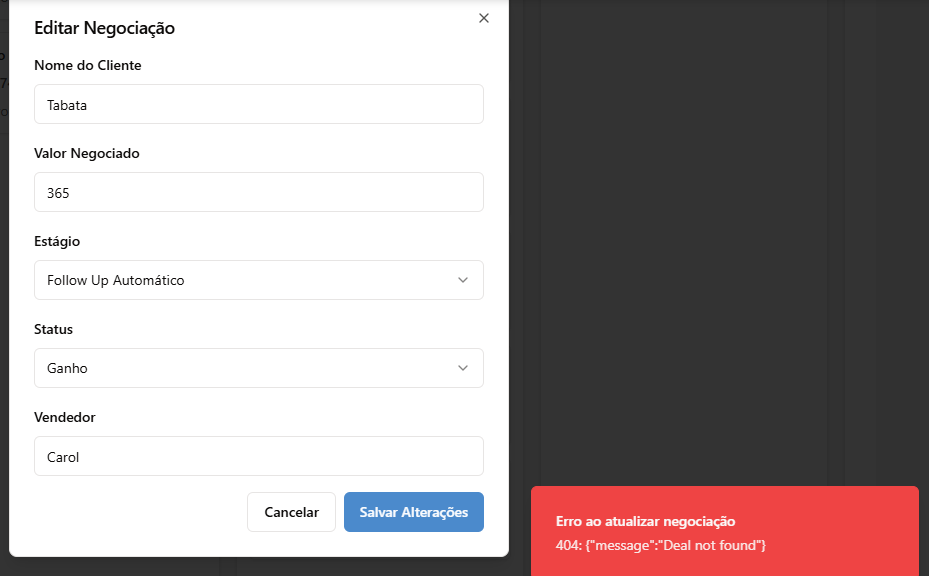 Editar Negociação
Nome do Cliente
Tabata
Valor Negociado
365
Estágio
Follow Up Automático
Status
Ganho
Vendedor
Carol
Cancelar
Salvar Alterações
Erro ao atualizar negociação
404: {"message":"Deal not found"}